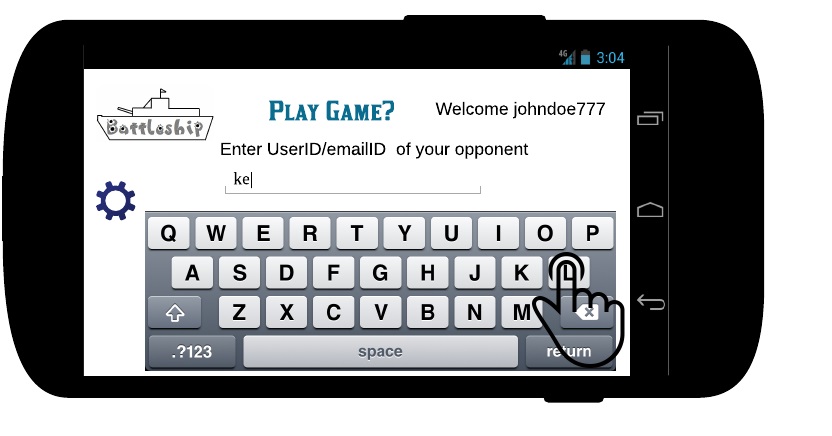 4G 3:04
Battleship
PLAY GAME?
Welcome johndoe777
Enter UserID/emailID of your opponent
ke
Q W E R T Y U I O P
A S D F G H J K L
Z X C V B N M
.?123 space return